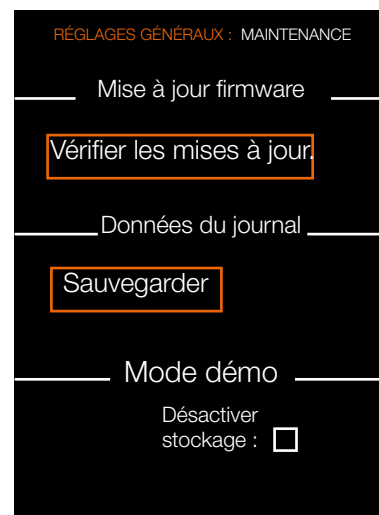 RÉGLAGES GÉNÉRAUX : MAINTENANCE
Mise à jour firmware
Vérifier les mises à jour.
Données du journal
Sauvegarder
Mode démo
Désactiver
stockage :